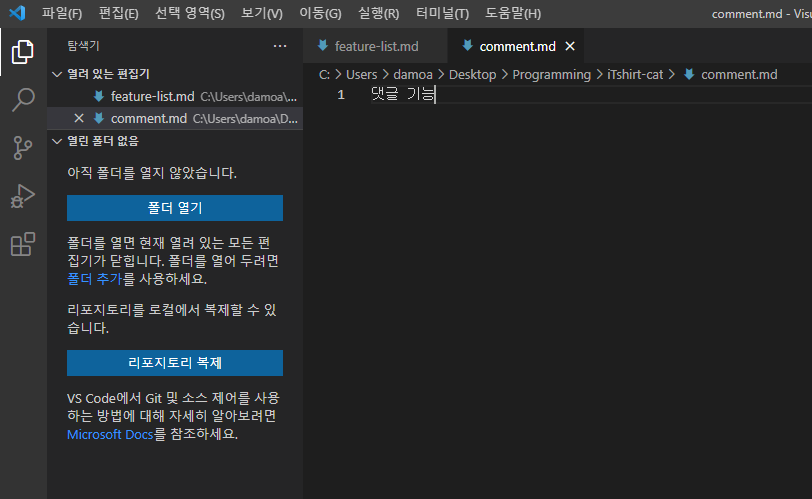 파일(F) 편집(E) 선택 영역(S) 보기(V) 이동(G) 실행(R) 터미널(T) 도움말(H) comment.md - Visu
탐색기 ···
feature-list.md comment.md
열려 있는 편집기
C: > Users > damoa > Desktop > Programming > iTshirt-cat > comment.md
feature-list.md C:\Users\damoa\...
1 댓글 기능
comment.md C:\Users\damoa\D...
열린 폴더 없음
아직 폴더를 열지 않았습니다.
폴더 열기
폴더를 열면 현재 열려 있는 모든 편
집기가 닫힙니다. 폴더를 열어 두려면
폴더 추가를 사용하세요.
리포지토리를 로컬에서 복제할 수 있
습니다.
리포지토리 복제
VS Code에서 Git 및 소스 제어를 사용
하는 방법에 대해 자세히 알아보려면
Microsoft Docs를 참조하세요.